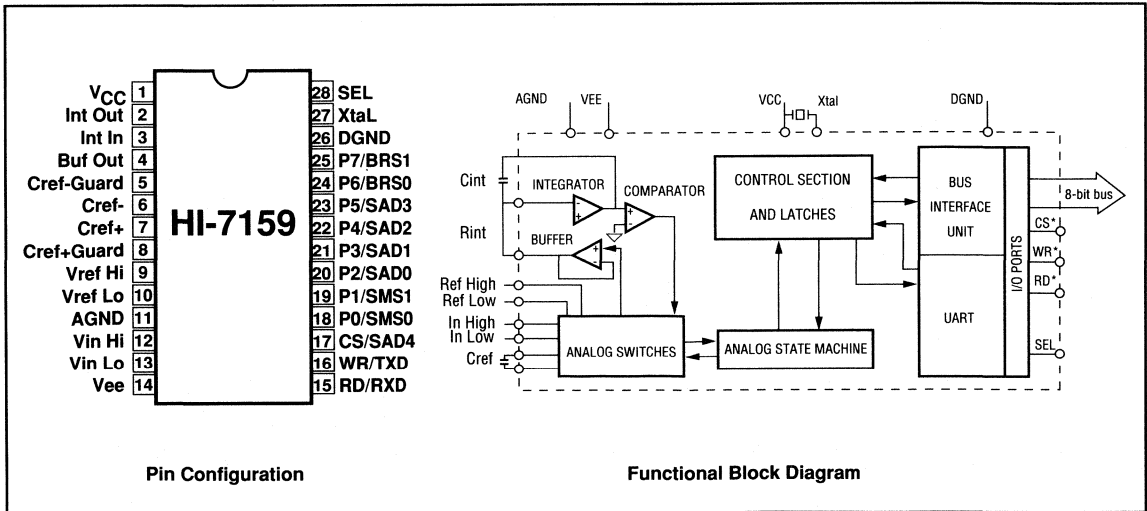 VCC 1
Int Out 2
Int In 3
Buf Out 4
Cref-Guard 5
Cref- 6
Cref+ 7
Cref+Guard 8
Vref Hi 9
Vref Lo 10
AGND 11
Vin Hi 12
Vin Lo 13
Vee 14
HI-7159
28 SEL
27 XtaL
26 DGND
25 P7/BRS1
24 P6/BRS0
23 P5/SAD3
22 P4/SAD2
21 P3/SAD1
20 P2/SAD0
19 P1/SMS1
18 P0/SMS0
17 CS/SAD4
16 WR/TXD
15 RD/RXD
Pin Configuration
AGND VEE VCC Xtal DGND
Cint
INTEGRATOR
- 
+
COMPARATOR
+
-
Rint
BUFFER
+
-
Ref High
Ref Low
In High
In Low
Cref
ANALOG SWITCHES
CONTROL SECTION
AND LATCHES
ANALOG STATE MACHINE
BUS
INTERFACE
UNIT
UART
I/O PORTS
8-bit bus
CS*
WR*
RD*
SEL
Functional Block Diagram